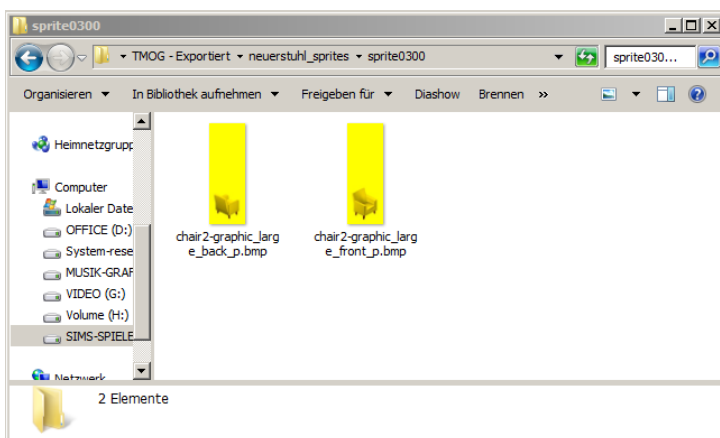 sprite0300
TMOG - Exportiert neuerstuhl_sprites sprite0300
sprite030...
Organisieren In Bibliothek aufnehmen Freigeben für Diashow Brennen »
Heimnetzgrupp
Computer
Lokaler Date
OFFICE (D:)
System-rese
MUSIK-GRAF
VIDEO (G:)
Volume (H:)
SIMS-SPIELE
Netzwerk
chair2-graphic_larg
e_back_p.bmp
chair2-graphic_larg
e_front_p.bmp
2 Elemente